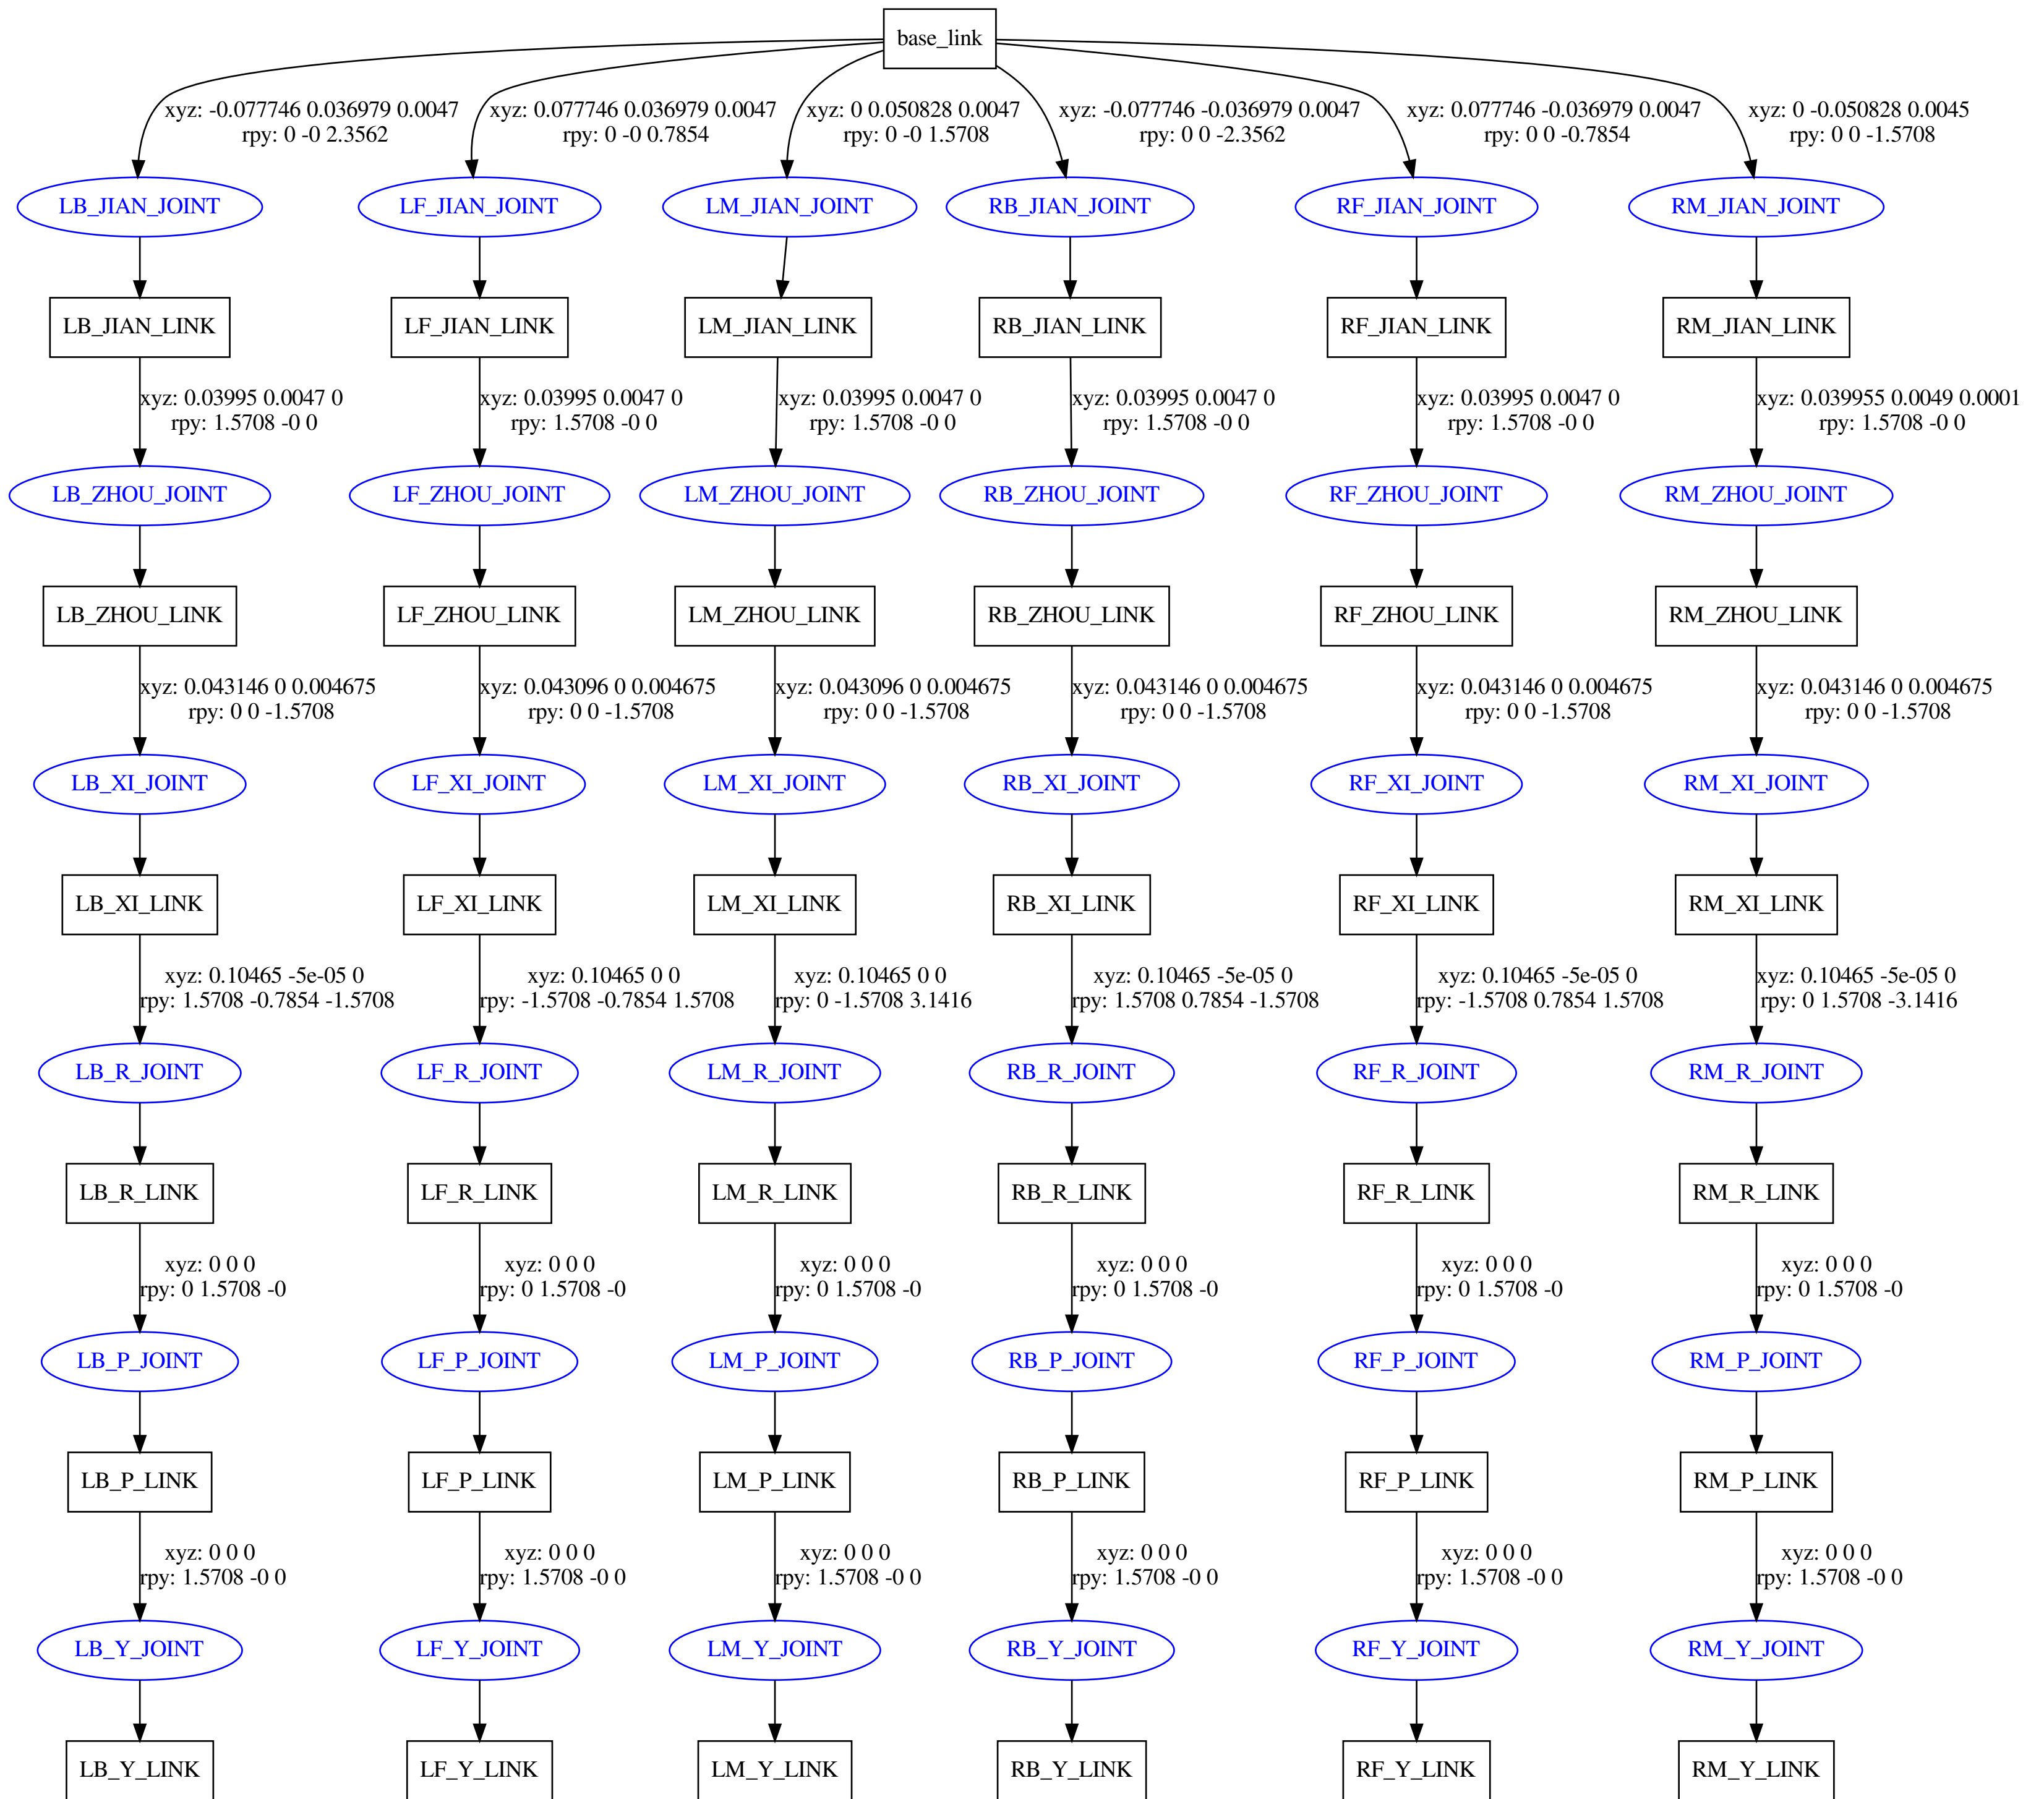 base_link
xyz: -0.077746 0.036979 0.0047
rpy: 0 -0 2.3562
xyz: 0.077746 0.036979 0.0047
rpy: 0 -0 0.7854
xyz: 0 0.050828 0.0047
rpy: 0 -0 1.5708
xyz: -0.077746 -0.036979 0.0047
rpy: 0 0 -2.3562
xyz: 0.077746 -0.036979 0.0047
rpy: 0 0 -0.7854
xyz: 0 -0.050828 0.0045
rpy: 0 0 -1.5708
LB_JIAN_JOINT
LF_JIAN_JOINT
LM_JIAN_JOINT
RB_JIAN_JOINT
RF_JIAN_JOINT
RM_JIAN_JOINT
LB_JIAN_LINK
LF_JIAN_LINK
LM_JIAN_LINK
RB_JIAN_LINK
RF_JIAN_LINK
RM_JIAN_LINK
xyz: 0.03995 0.0047 0
rpy: 1.5708 -0 0
xyz: 0.03995 0.0047 0
rpy: 1.5708 -0 0
xyz: 0.03995 0.0047 0
rpy: 1.5708 -0 0
xyz: 0.03995 0.0047 0
rpy: 1.5708 -0 0
xyz: 0.03995 0.0047 0
rpy: 1.5708 -0 0
xyz: 0.039955 0.0049 0.0001
rpy: 1.5708 -0 0
LB_ZHOU_JOINT
LF_ZHOU_JOINT
LM_ZHOU_JOINT
RB_ZHOU_JOINT
RF_ZHOU_JOINT
RM_ZHOU_JOINT
LB_ZHOU_LINK
LF_ZHOU_LINK
LM_ZHOU_LINK
RB_ZHOU_LINK
RF_ZHOU_LINK
RM_ZHOU_LINK
xyz: 0.043146 0 0.004675
rpy: 0 0 -1.5708
xyz: 0.043096 0 0.004675
rpy: 0 0 -1.5708
xyz: 0.043096 0 0.004675
rpy: 0 0 -1.5708
xyz: 0.043146 0 0.004675
rpy: 0 0 -1.5708
xyz: 0.043146 0 0.004675
rpy: 0 0 -1.5708
xyz: 0.043146 0 0.004675
rpy: 0 0 -1.5708
LB_XI_JOINT
LF_XI_JOINT
LM_XI_JOINT
RB_XI_JOINT
RF_XI_JOINT
RM_XI_JOINT
LB_XI_LINK
LF_XI_LINK
LM_XI_LINK
RB_XI_LINK
RF_XI_LINK
RM_XI_LINK
xyz: 0.10465 -5e-05 0
rpy: 1.5708 -0.7854 -1.5708
xyz: 0.10465 0 0
rpy: -1.5708 -0.7854 1.5708
xyz: 0.10465 0 0
rpy: 0 -1.5708 3.1416
xyz: 0.10465 -5e-05 0
rpy: 1.5708 0.7854 -1.5708
xyz: 0.10465 -5e-05 0
rpy: -1.5708 0.7854 1.5708
xyz: 0.10465 -5e-05 0
rpy: 0 1.5708 -3.1416
LB_R_JOINT
LF_R_JOINT
LM_R_JOINT
RB_R_JOINT
RF_R_JOINT
RM_R_JOINT
LB_R_LINK
LF_R_LINK
LM_R_LINK
RB_R_LINK
RF_R_LINK
RM_R_LINK
xyz: 0 0 0
rpy: 0 1.5708 -0
xyz: 0 0 0
rpy: 0 1.5708 -0
xyz: 0 0 0
rpy: 0 1.5708 -0
xyz: 0 0 0
rpy: 0 1.5708 -0
xyz: 0 0 0
rpy: 0 1.5708 -0
xyz: 0 0 0
rpy: 0 1.5708 -0
LB_P_JOINT
LF_P_JOINT
LM_P_JOINT
RB_P_JOINT
RF_P_JOINT
RM_P_JOINT
LB_P_LINK
LF_P_LINK
LM_P_LINK
RB_P_LINK
RF_P_LINK
RM_P_LINK
xyz: 0 0 0
rpy: 1.5708 -0 0
xyz: 0 0 0
rpy: 1.5708 -0 0
xyz: 0 0 0
rpy: 1.5708 -0 0
xyz: 0 0 0
rpy: 1.5708 -0 0
xyz: 0 0 0
rpy: 1.5708 -0 0
xyz: 0 0 0
rpy: 1.5708 -0 0
LB_Y_JOINT
LF_Y_JOINT
LM_Y_JOINT
RB_Y_JOINT
RF_Y_JOINT
RM_Y_JOINT
LB_Y_LINK
LF_Y_LINK
LM_Y_LINK
RB_Y_LINK
RF_Y_LINK
RM_Y_LINK